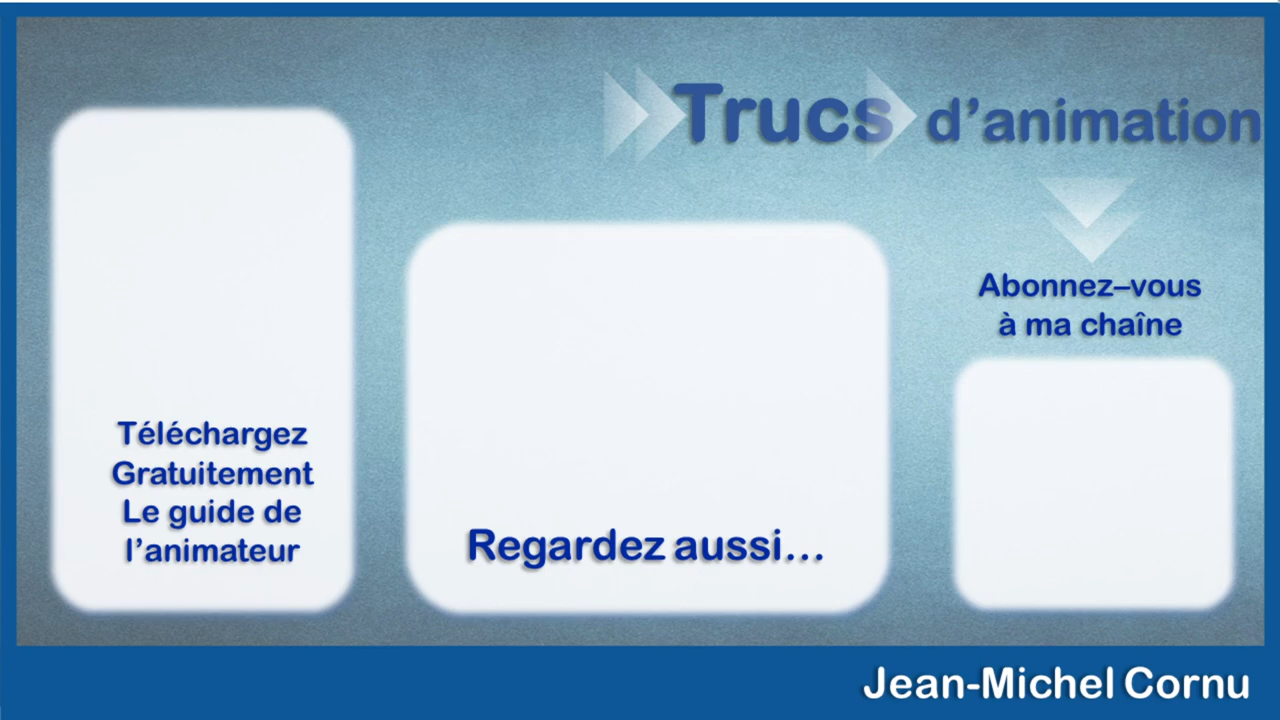 Trucs d’animation
Abonnez–vous
à ma chaîne
Téléchargez
Gratuitement
Le guide de
l’animateur
Regardez aussi…
Jean-Michel Cornu